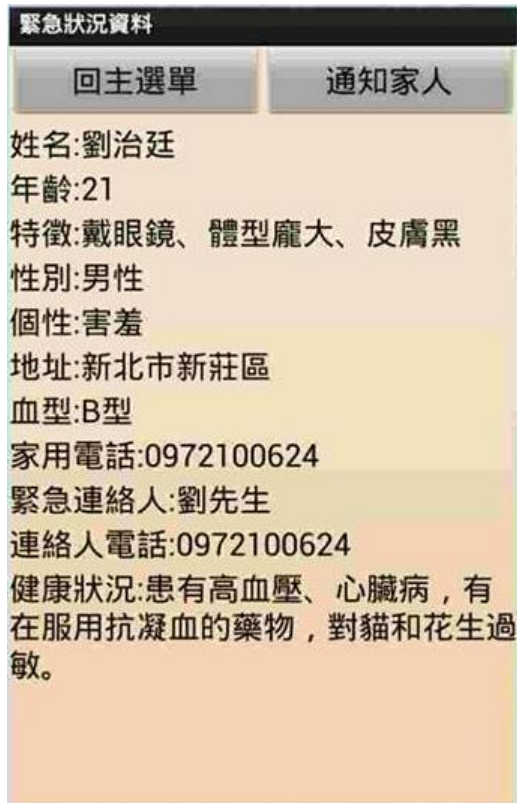 緊急狀況資料
回主選單 通知家人
姓名:劉治廷
年齡:21
特徵:戴眼鏡、體型龐大、皮膚黑
性別:男性
個性:害羞
地址:新北市新莊區
血型:B型
家用電話:0972100624
緊急連絡人:劉先生
連絡人電話:0972100624
健康狀況:患有高血壓、心臟病，有
在服用抗凝血的藥物，對貓和花生過
敏。